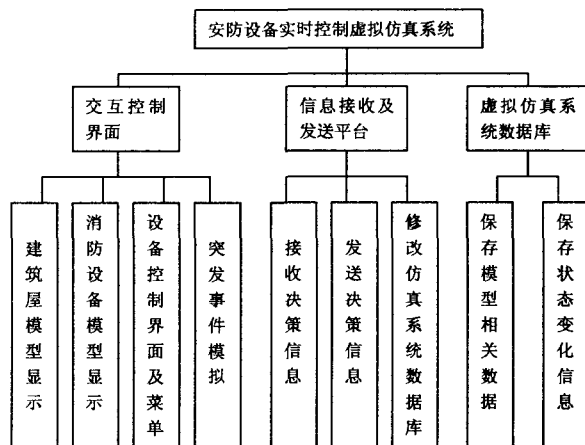 安防设备实时控制虚拟仿真系统
交互控制
界面
信息接收及
发送平台
虚拟仿真系
统数据库
建筑屋模型显示
消防设备模型显示
设备控制界面及菜单
突发事件模拟
接收决策信息
发送决策信息
修改仿真系统数据库
保存模型相关数据
保存状态变化信息